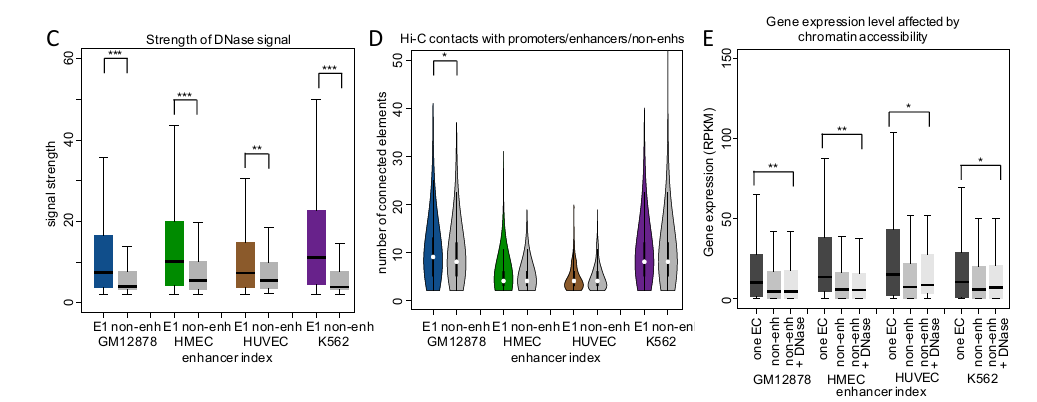 C
Strength of DNase signal
signal strength
60
40
20
0
***
***
**
***
E1 non-enh E1 non-enh E1 non-enh E1 non-enh
GM12878 HMEC HUVEC K562
enhancer index
D
Hi-C contacts with promoters/enhancers/non-enhs
number of connected elements
50
40
30
20
10
0
*
E1 non-enh E1 non-enh E1 non-enh E1 non-en
GM12878 HMEC HUVEC K562
enhancer index
E
Gene expression level affected by
chromatin accessibility
Gene expression (RPKM)
150
100
50
0
**
**
*
*
one EC
non-enh
non-enh
+ DNase
one EC
non-enh
non-enh
+ DNase
one EC
non-enh
non-enh
+ DNase
one EC
non-enh
non-enh
+ DNase
GM12878 HMEC HUVEC K562
enhancer index